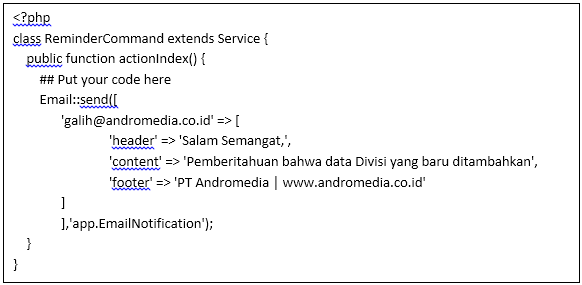 <?php
class ReminderCommand extends Service {
public function actionIndex() {
## Put your code here
Email::send([
'galih@andromedia.co.id' => [
'header' => 'Salam Semangat,',
'content' => 'Pemberitahuan bahwa data Divisi yang baru ditambahkan',
'footer' => 'PT Andromedia | www.andromedia.co.id'
]
],'app.EmailNotification');
}
}